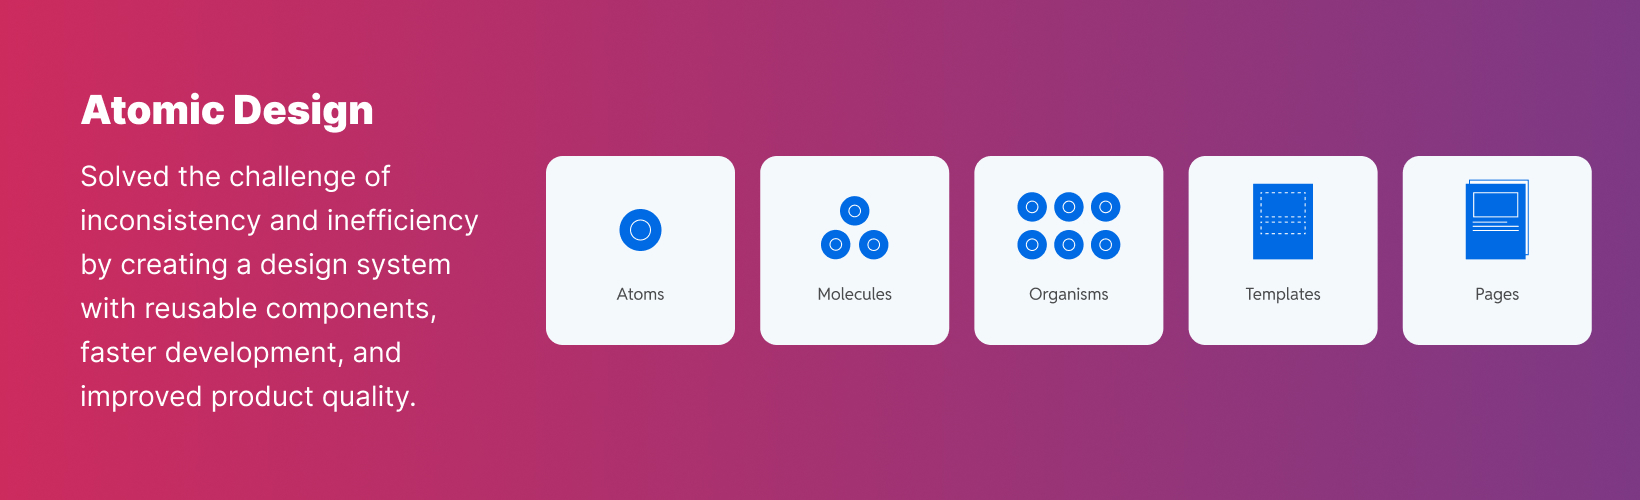 Atomic Design
Solved the challenge of
inconsistency and inefficiency
by creating a design system
with reusable components,
faster development, and
improved product quality.
Atoms
Molecules
Organisms
Templates
Pages